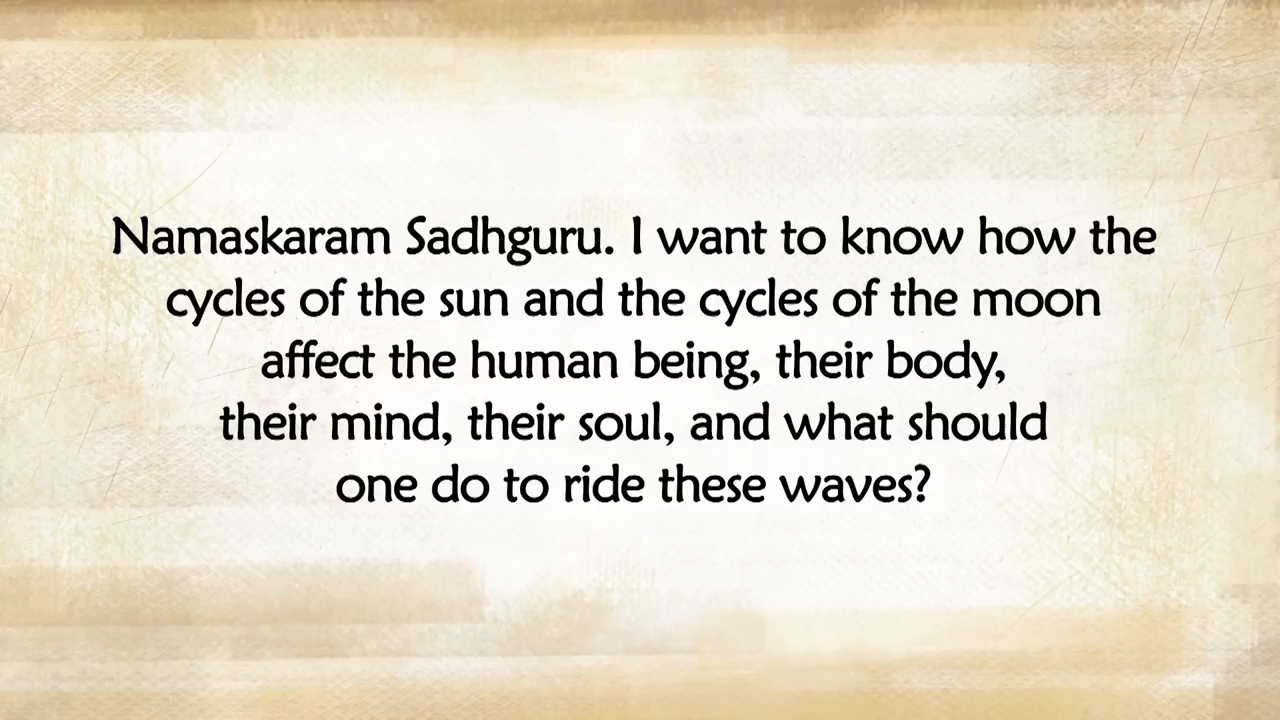 Namaskaram Sadhguru. I want to know how the
cycles of the sun and the cycles of the moon
affect the human being, their body,
their mind, their soul, and what should
one do to ride these waves?